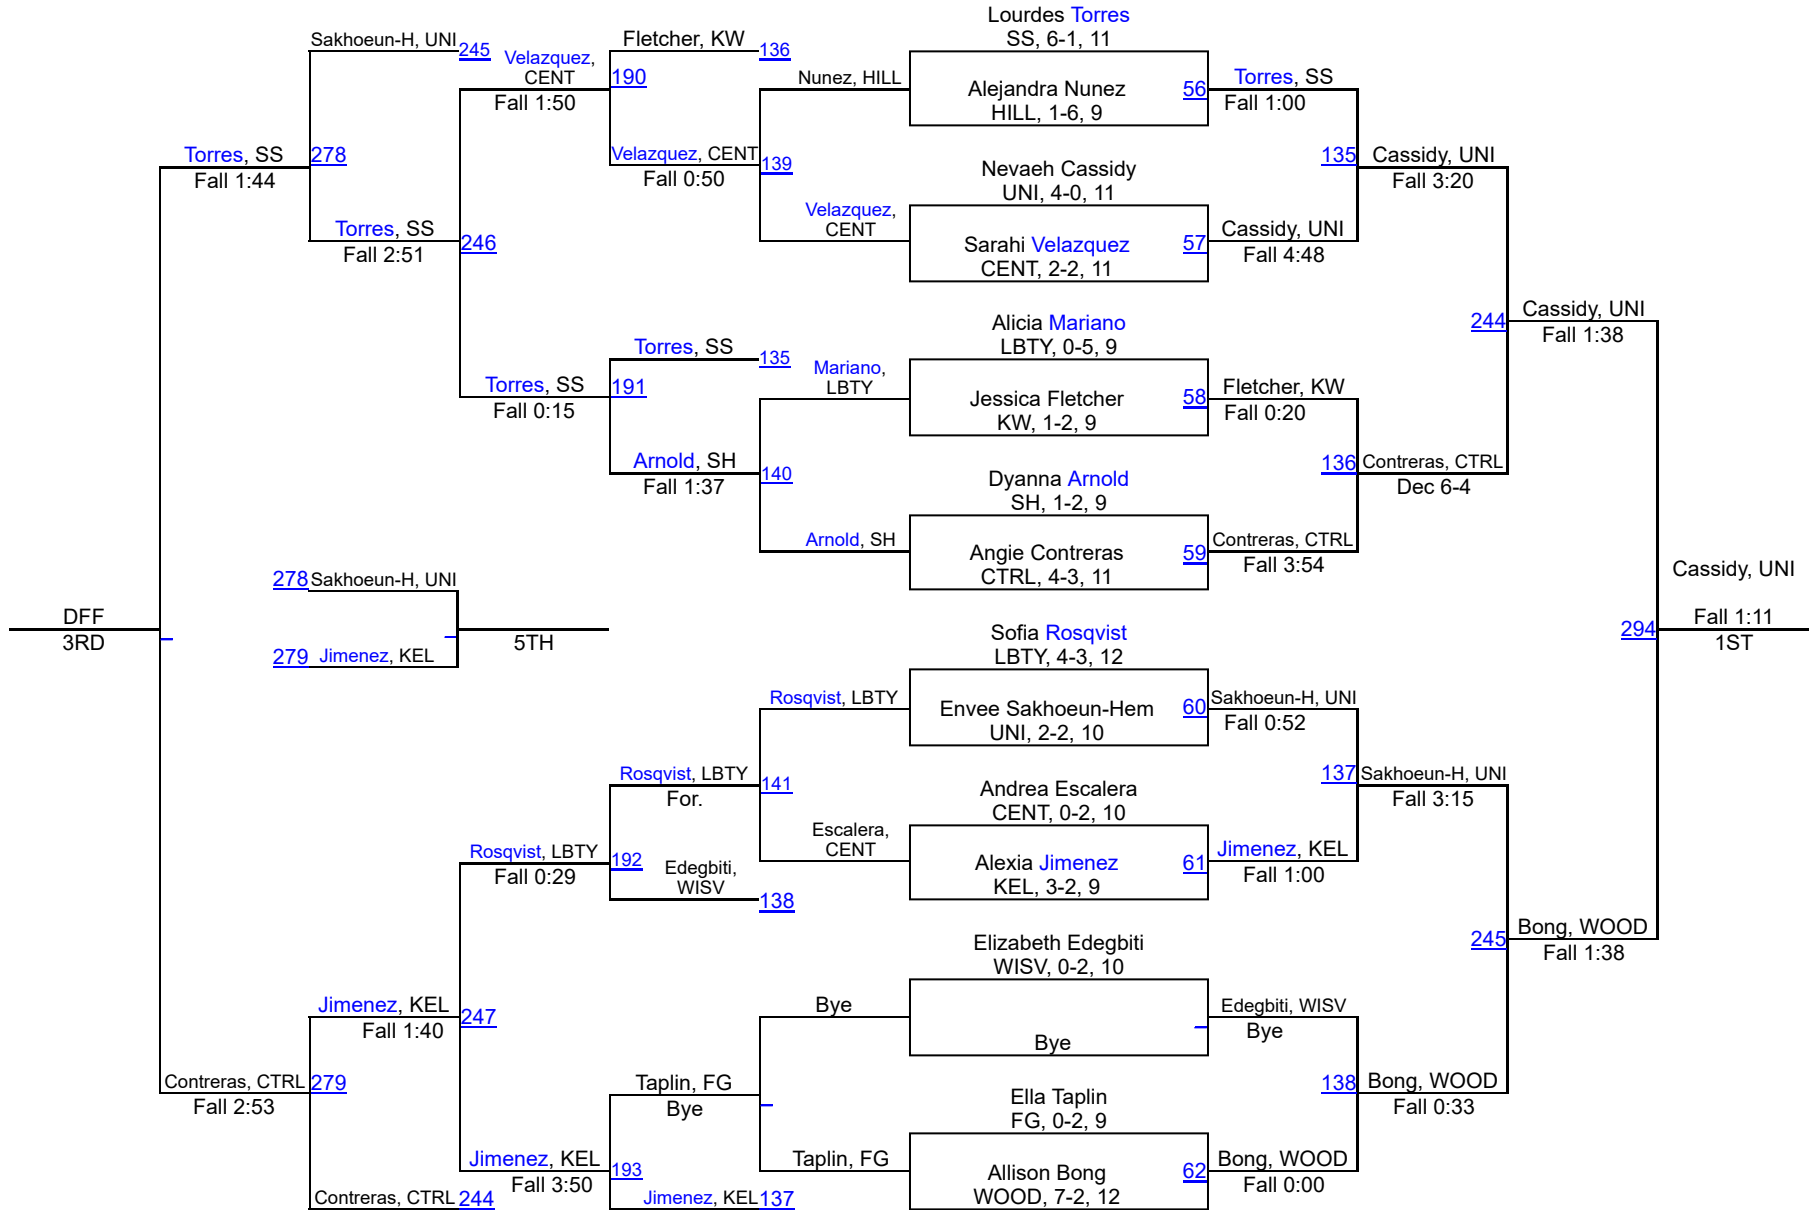 Lourdes Torres
SS, 6-1, 11
Sakhoeun-H, UNI
245
Velazquez,
CENT
Fall 1:50
Fletcher, KW
136
190
Nunez, HILL
Alejandra Nunez
HILL, 1-6, 9
56
Torres, SS
Fall 1:00
Torres, SS
Fall 1:44
278
Velazquez, CENT
Fall 0:50
139
Nevaeh Cassidy
UNI, 4-0, 11
135
Cassidy, UNI
Fall 3:20
Torres, SS
Fall 2:51
246
Velazquez,
CENT
Sarahi Velazquez
CENT, 2-2, 11
57
Cassidy, UNI
Fall 4:48
Alicia Mariano
LBTY, 0-5, 9
244
Cassidy, UNI
Fall 1:38
Torres, SS
135
Torres, SS
Fall 0:15
191
Mariano,
LBTY
Jessica Fletcher
KW, 1-2, 9
58
Fletcher, KW
Fall 0:20
Arnold, SH
Fall 1:37
140
Dyanna Arnold
SH, 1-2, 9
136
Contreras, CTRL
Dec 6-4
Arnold, SH
Angie Contreras
CTRL, 4-3, 11
59
Contreras, CTRL
Fall 3:54
278
Sakhoeun-H, UNI
Cassidy, UNI
DFF
3RD
5TH
279
Jimenez, KEL
Sofia Rosqvist
LBTY, 4-3, 12
294
Fall 1:11
1ST
Rosqvist, LBTY
Envee Sakhoeun-Hem
UNI, 2-2, 10
60
Sakhoeun-H, UNI
Fall 0:52
Rosqvist, LBTY
For.
141
Andrea Escalera
CENT, 0-2, 10
137
Sakhoeun-H, UNI
Fall 3:15
Rosqvist, LBTY
Fall 0:29
192
Edegbiti,
WISV
138
Escalera,
CENT
Alexia Jimenez
KEL, 3-2, 9
61
Jimenez, KEL
Fall 1:00
Elizabeth Edegbiti
WISV, 0-2, 10
245
Bong, WOOD
Fall 1:38
Jimenez, KEL
Fall 1:40
247
Bye
Bye
Edegbiti, WISV
Bye
Contreras, CTRL
Fall 2:53
279
Taplin, FG
Bye
Ella Taplin
FG, 0-2, 9
138
Bong, WOOD
Fall 0:33
Jimenez, KEL
Fall 3:50
193
Taplin, FG
Allison Bong
WOOD, 7-2, 12
62
Bong, WOOD
Fall 0:00
Contreras, CTRL
244
Jimenez, KEL
137